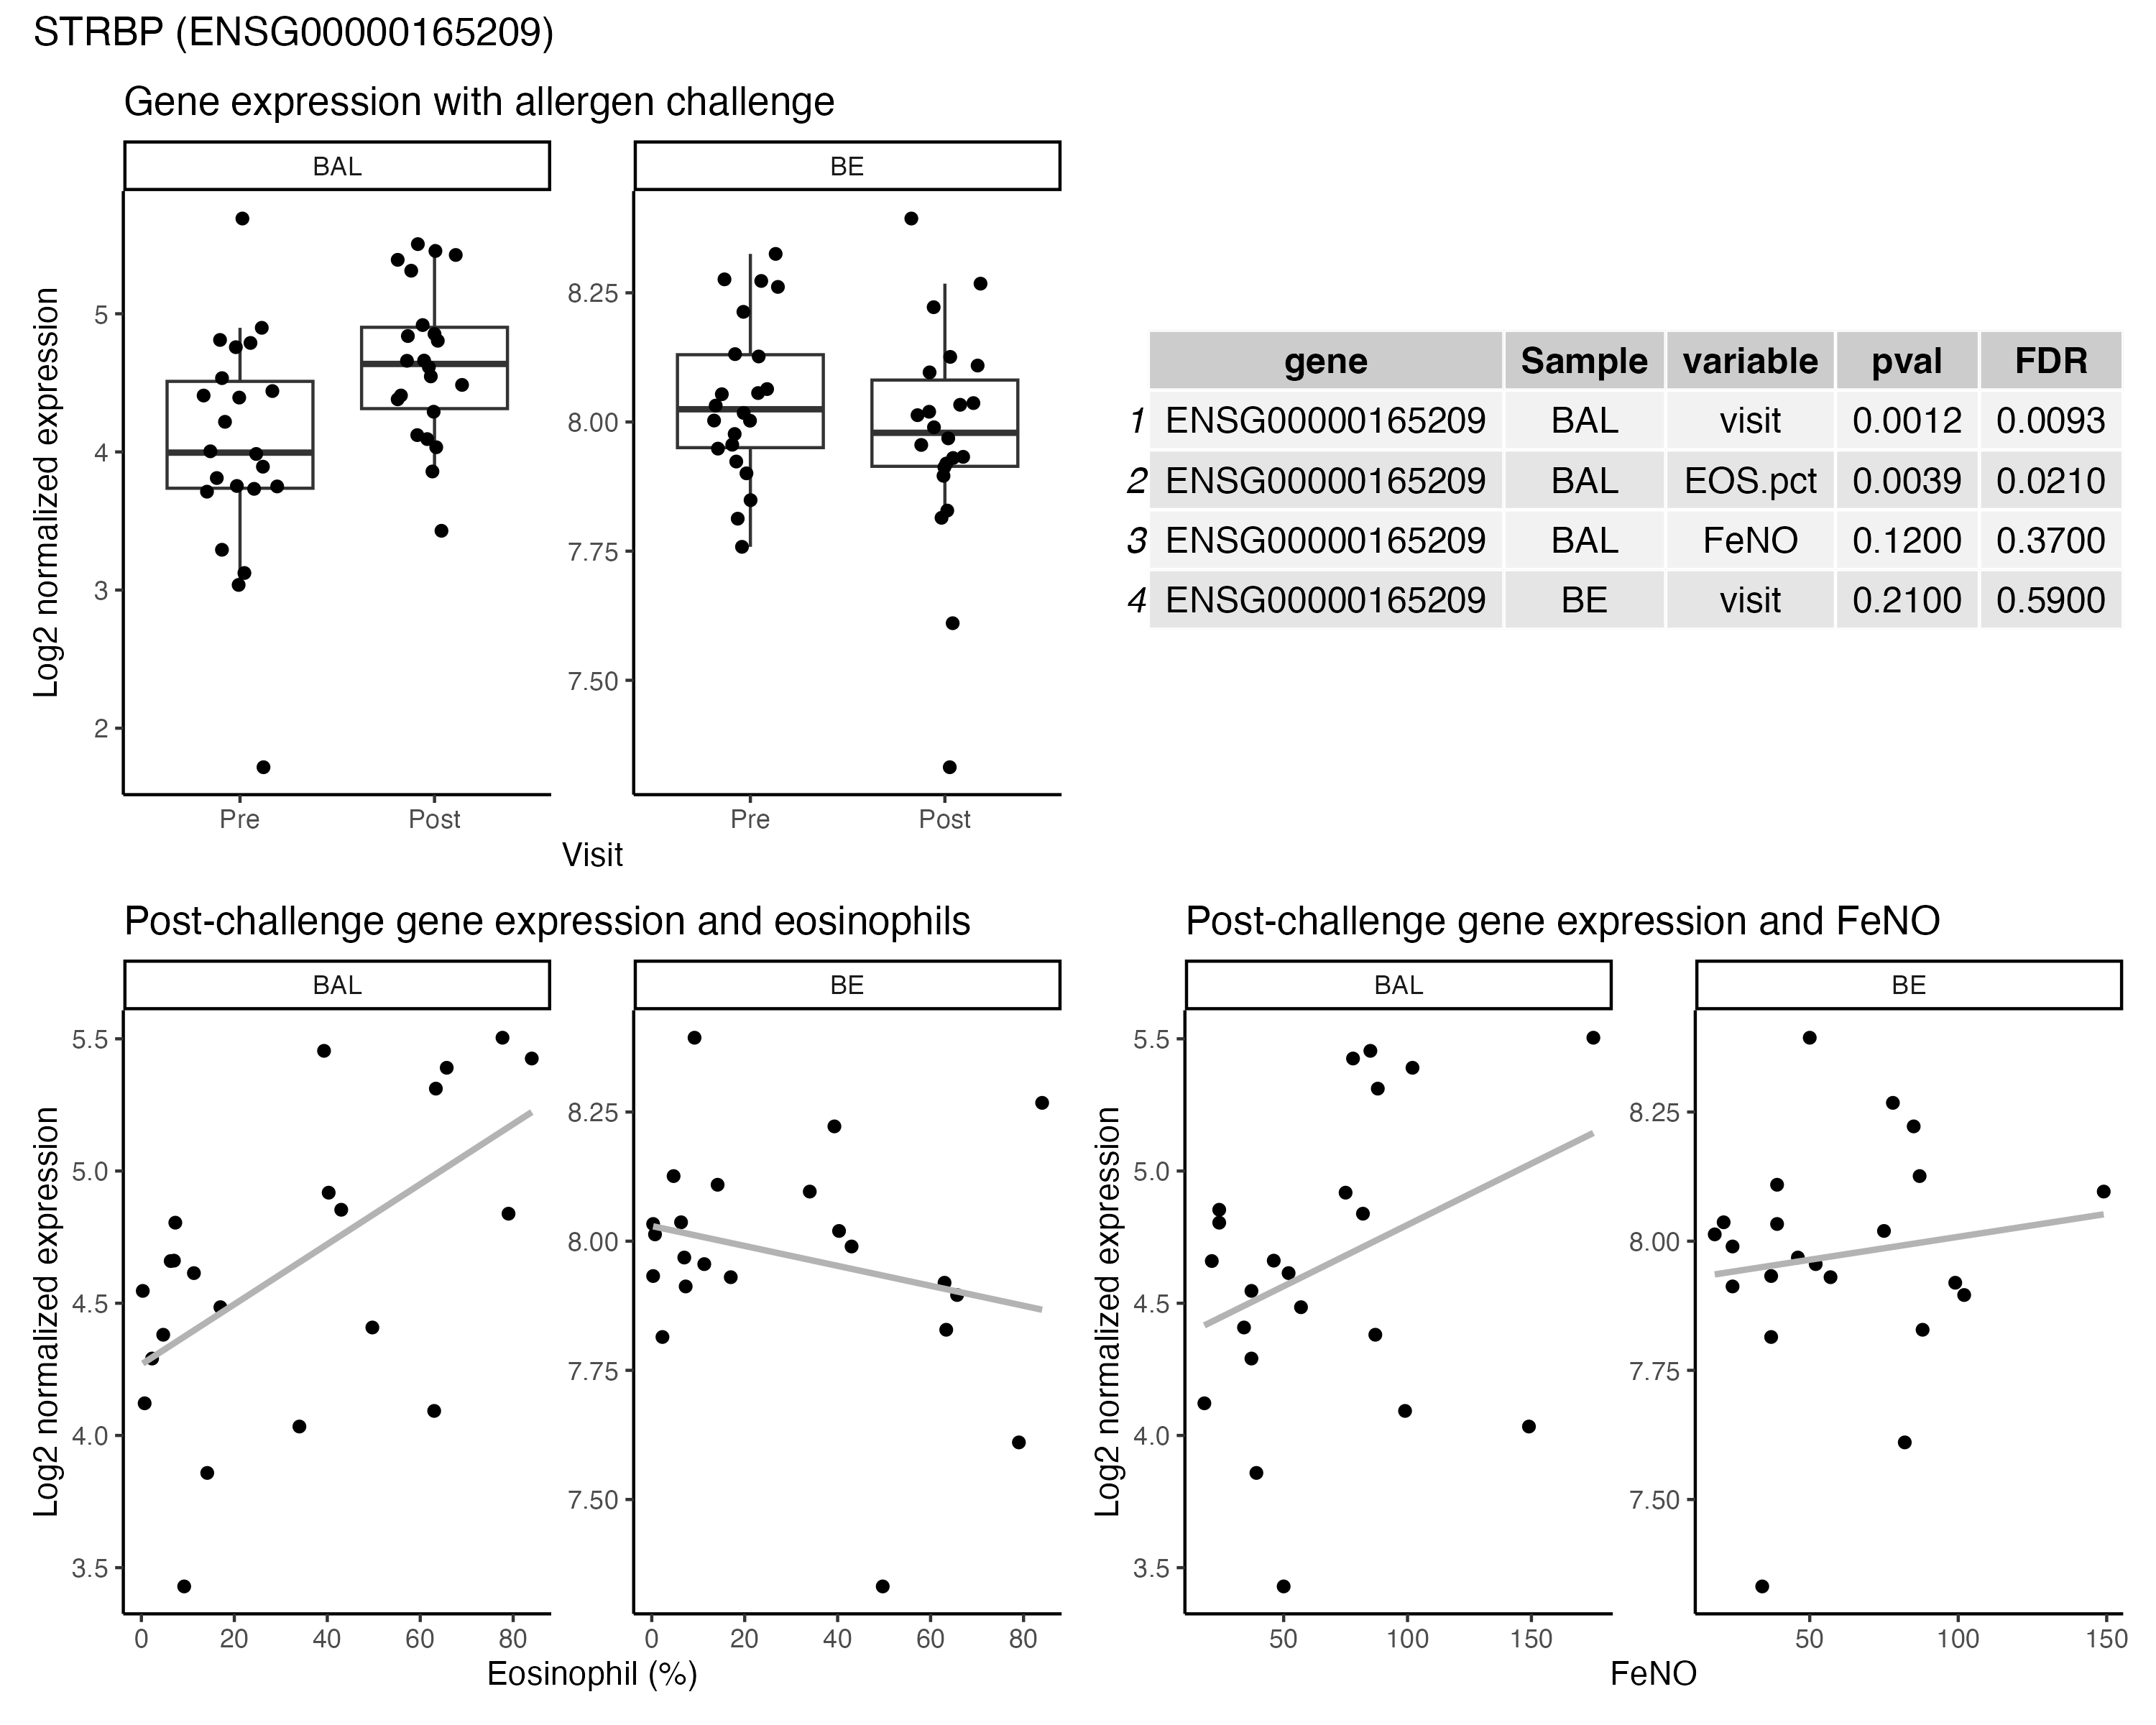 STRBP (ENSG00000165209)
Gene expression with allergen challenge
BAL
BE
Log2 normalized expression
5
4
3
2
8.25
8.00
7.75
7.50
Pre
Post
Pre
Post
Visit
gene Sample variable pval FDR
1 ENSG00000165209 BAL visit 0.0012 0.0093
2 ENSG00000165209 BAL EOS.pct 0.0039 0.0210
3 ENSG00000165209 BAL FeNO 0.1200 0.3700
4 ENSG00000165209 BE visit 0.2100 0.5900
Post-challenge gene expression and eosinophils
BAL
BE
Log2 normalized expression
5.5
5.0
4.5
4.0
3.5
8.25
8.00
7.75
7.50
0 20 40 60 80
0 20 40 60 80
Eosinophil (%)
Post-challenge gene expression and FeNO
BAL
BE
Log2 normalized expression
5.5
5.0
4.5
4.0
3.5
8.25
8.00
7.75
7.50
50 100 150
50 100 150
FeNO